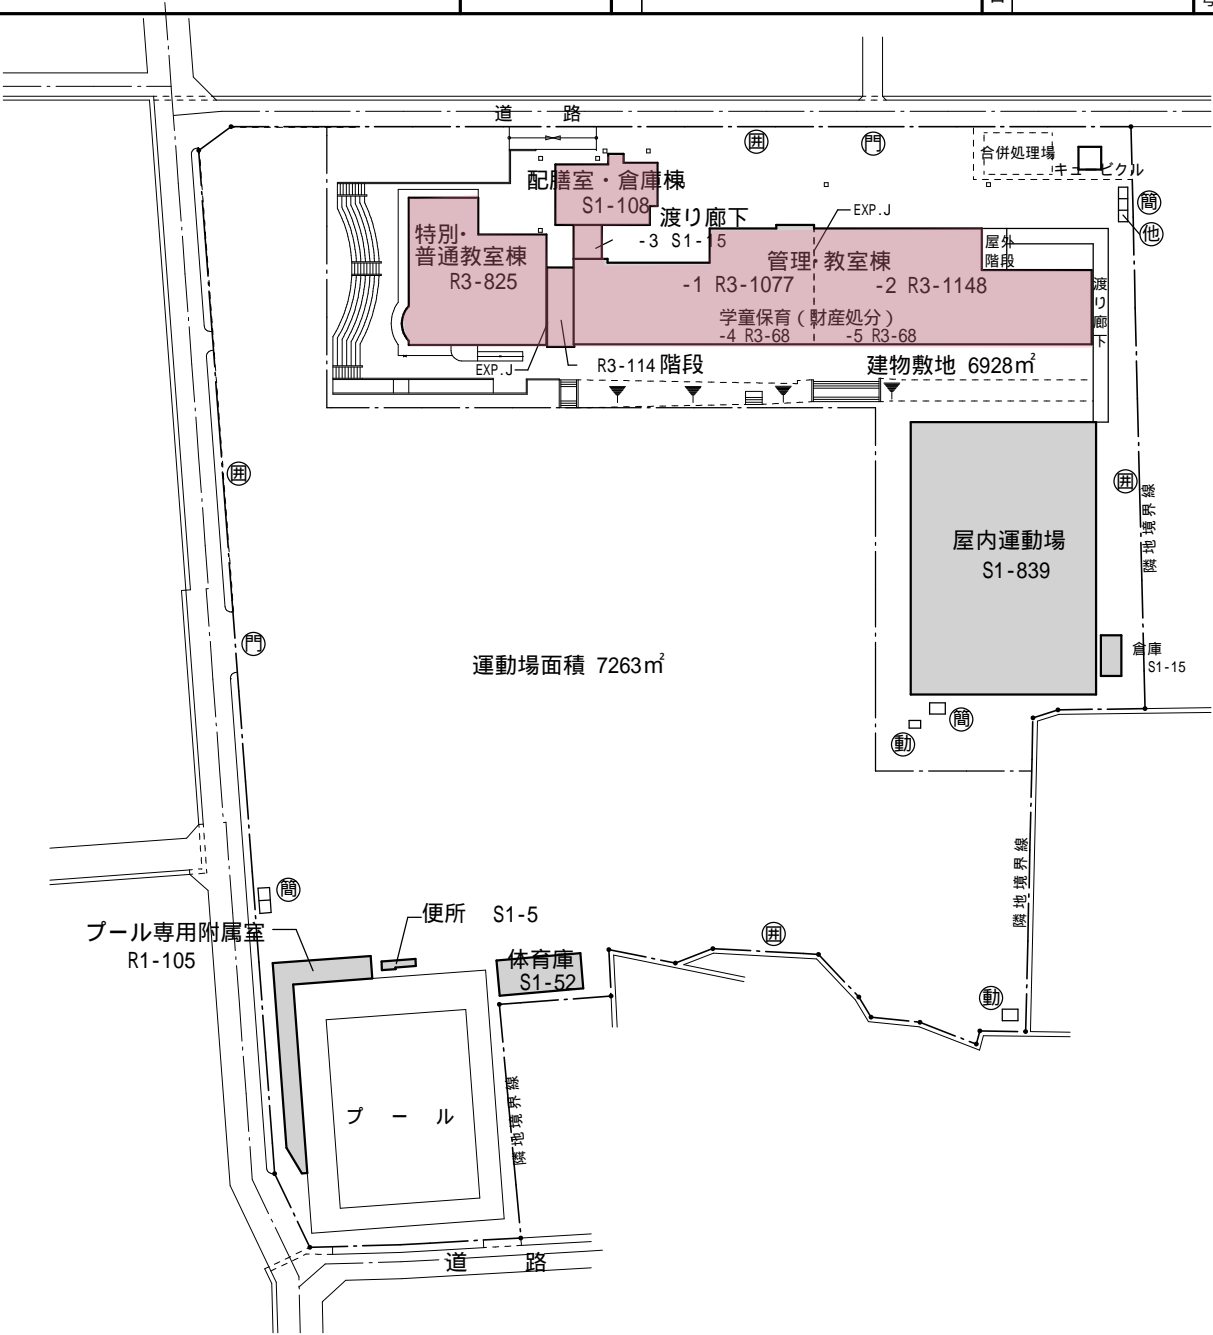 道 路
囲
門
合併処理場
キュービクル
簡
他
配膳室・倉庫棟
S1-108
渡り廊下
-3 S1-15
EXP.J
特別・
普通教室棟
R3-825
管理・教室棟
-1 R3-1077
-2 R3-1148
屋外
階段
渡り廊下
学童保育(財産処分)
-4 R3-68
-5 R3-68
EXP.J
R3-114 階段
建物敷地 6928㎡
囲
囲
隣地境界線
屋内運動場
S1-839
門
運動場面積 7263㎡
倉庫
S1-15
簡
動
隣地境界線
簡
便所 S1-5
プール専用附属室
R1-105
体育庫
S1-52
囲
動
プール
隣地境界線
道 路